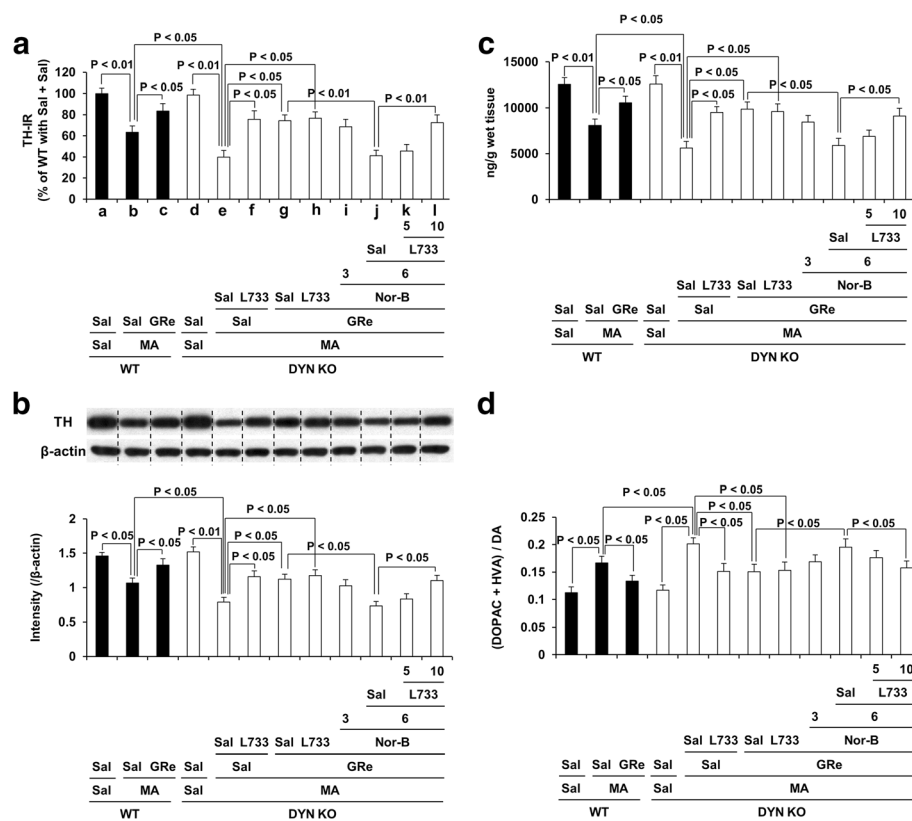 a
P < 0.05
P < 0.05
P < 0.01
P < 0.01
P < 0.05
P < 0.01
P < 0.05
P < 0.05
P < 0.01
TH-IR
(% of WT with Sal + Sal)
120
100
80
60
40
20
0
a b c d e f g h i j k l
5 10
Sal L733
3 6
Sal L733 Sal L733 Nor-B
Sal Sal GRe Sal Sal GRe
Sal MA Sal MA
WT DYN KO
b
TH
β-actin
P < 0.05
P < 0.05
P < 0.05
P < 0.01
P < 0.05
P < 0.05
P < 0.05
P < 0.05
P < 0.05
Intensity (/β-actin)
2
1.5
1
0.5
0
5 10
Sal L733
3 6
Sal L733 Sal L733 Nor-B
Sal Sal GRe Sal Sal GRe
Sal MA Sal MA
WT DYN KO
c
P < 0.05
P < 0.05
P < 0.01
P < 0.01
P < 0.05
P < 0.05
P < 0.05
P < 0.05
P < 0.05
ng/g wet tissue
15000
10000
5000
0
5 10
Sal L733
3 6
Sal L733 Sal L733 Nor-B
Sal Sal GRe Sal Sal GRe
Sal MA Sal MA
WT DYN KO
d
P < 0.05
P < 0.05
P < 0.05
P < 0.05
P < 0.05
P < 0.05
P < 0.05
P < 0.05
P < 0.05
(DOPAC + HVA) / DA
0.25
0.2
0.15
0.1
0.05
0
5 10
Sal L733
3 6
Sal L733 Sal L733 Nor-B
Sal Sal GRe Sal Sal GRe
Sal MA Sal MA
WT DYN KO